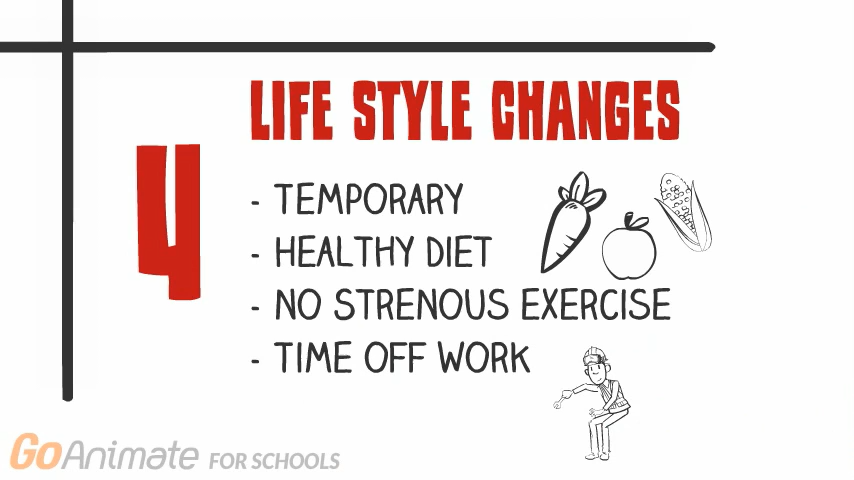 LIFE STYLE CHANGES
4
- TEMPORARY
- HEALTHY DIET
- NO STRENOUS EXERCISE
- TIME OFF WORK
GoAnimate FOR SCHOOLS